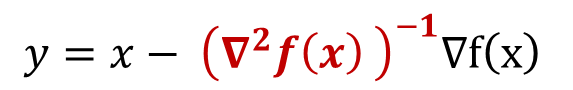 y = x − (∇²f(x))⁻¹∇f(x)